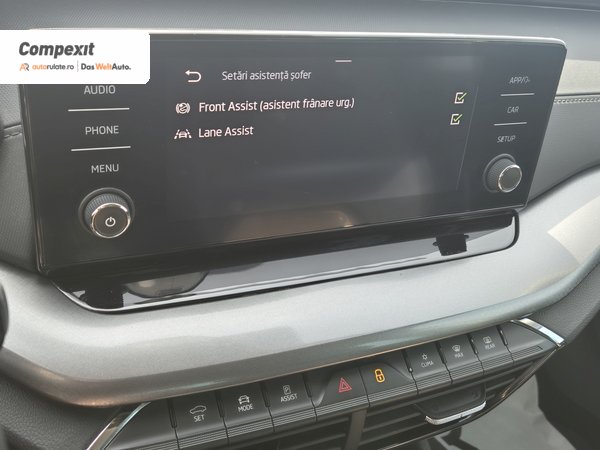 Compexit
AR autorulate.ro | Das WeltAuto.
AUDIO
PHONE
MENU
Setări asistență șofer
Front Assist (asistent frânare urg.)
Lane Assist
APP/
CAR
SETUP
SET
MODE
ASSIST
CLIMA
MAX
REAR